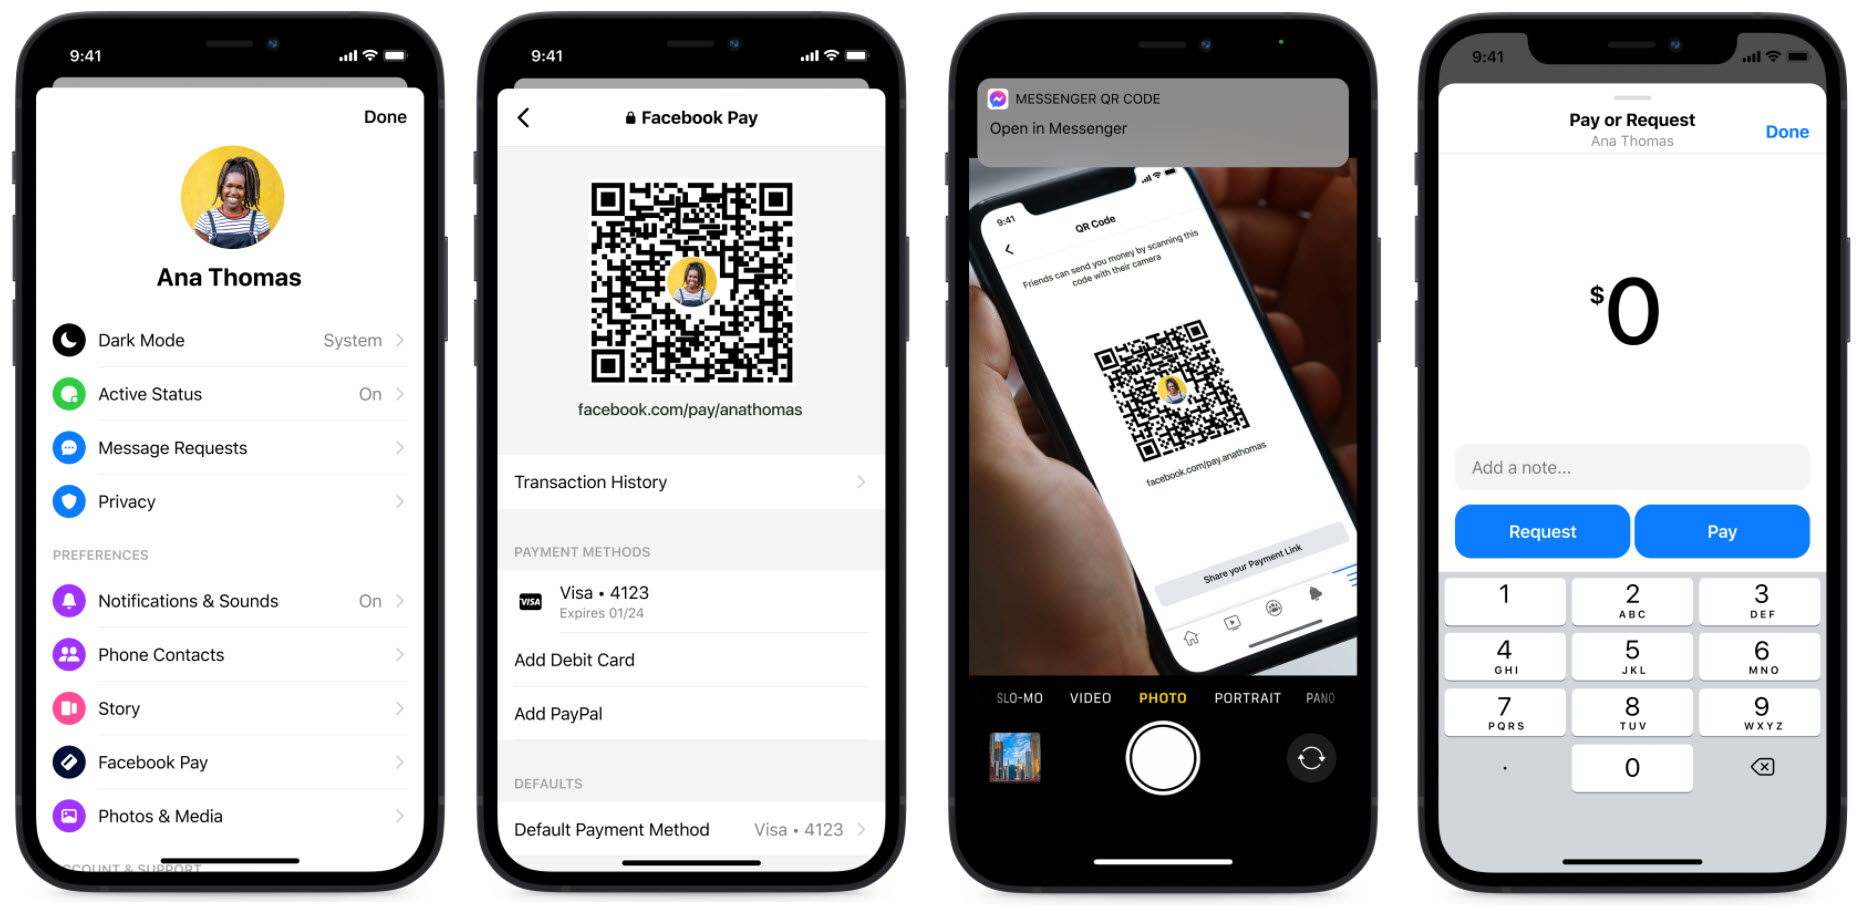 9:41
Done
Ana Thomas
Dark Mode System
Active Status On
Message Requests
Privacy
PREFERENCES
Notifications & Sounds On
Phone Contacts
Story
Facebook Pay
Photos & Media
ACCOUNT & SUPPORT
9:41
Facebook Pay
facebook.com/pay/anathomas
Transaction History
PAYMENT METHODS
VISA Visa • 4123
Expires 01/24
Add Debit Card
Add PayPal
DEFAULTS
Default Payment Method Visa • 4123
MESSENGER QR CODE
Open in Messenger
9:41
QR Code
Friends can send you money by scanning this
code with their camera
facebook.com/pay.anathomas
Share your Payment Link
SLO-MO VIDEO PHOTO PORTRAIT PANO
9:41
Pay or Request
Ana Thomas
Done
$0
Add a note...
Request Pay
1 2 3
ABC DEF
4 5 6
GHI JKL MNO
7 8 9
PQRS TUV WXYZ
. 0